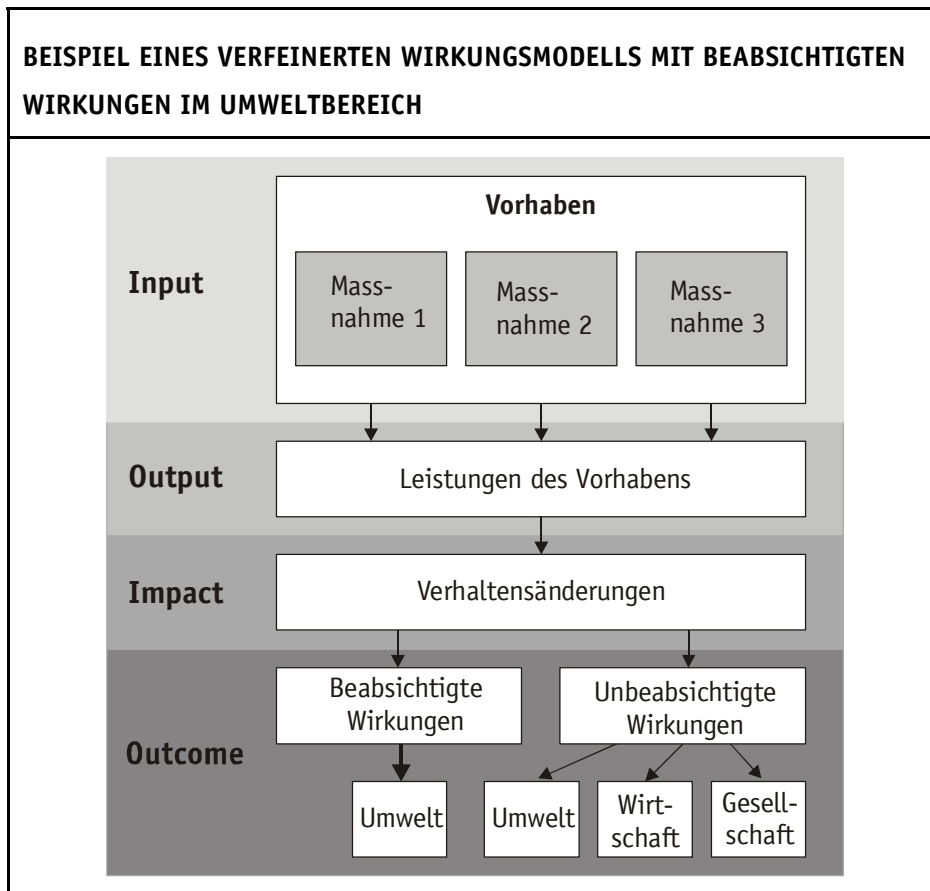 BEISPIEL EINES VERFEINERTEN WIRKUNGSMODELLS MIT BEABSICHTIGTEN
WIRKUNGEN IM UMWELTBEREICH
Vorhaben
Input
Mass-
nahme 1
Mass-
nahme 2
Mass-
nahme 3
Output
Leistungen des Vorhabens
Impact
Verhaltensänderungen
Outcome
Beabsichtigte
Wirkungen
Unbeabsichtigte
Wirkungen
Umwelt
Umwelt
Wirt-
schaft
Gesell-
schaft